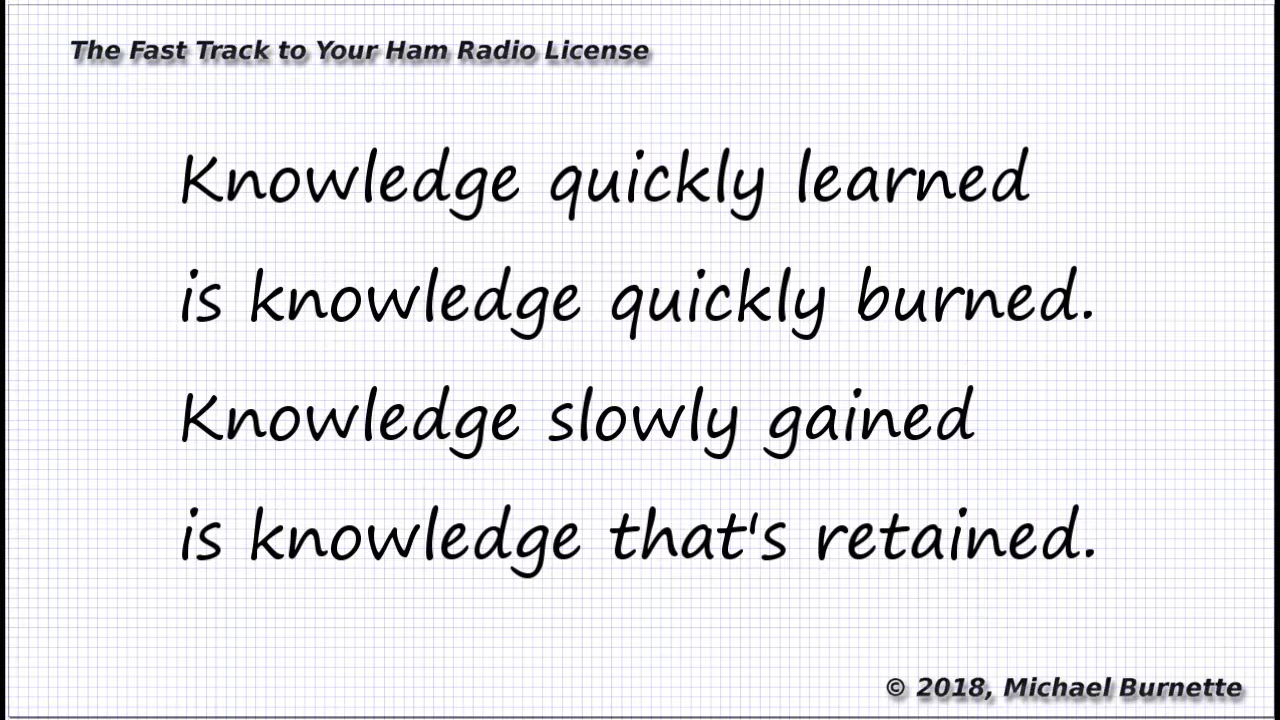 The Fast Track to Your Ham Radio License
Knowledge quickly learned
is knowledge quickly burned.
Knowledge slowly gained
is knowledge that's retained.
© 2018, Michael Burnette